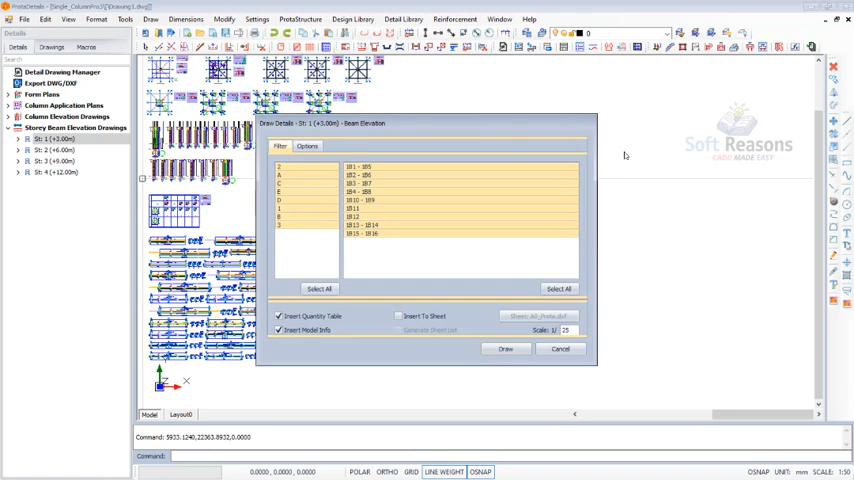 ProtaDetails - [Single_ColumnPro3\[\Drawing1.dwg]
File Edit View Format Tools Draw Dimensions Modify Settings ProtaStructure Design Library Detail Library Reinforcement Window Help
Details
Details Drawings Macros
Search
Detail Drawing Manager
Export DWG/DXF
Form Plans
Column Application Plans
Column Elevation Drawings
Storey Beam Elevation Drawings
St: 1 (+3.00m)
St: 2 (+6.00m)
St: 3 (+9.00m)
St: 4 (+12.00m)
0
Soft Reasons
CADD MADE EASY
Draw Details - St: 1 (+3.00m) - Beam Elevation
Filter Options
2
A
C
E
D
1
B
3
1B1 - 1B5
1B2 - 1B6
1B3 - 1B7
1B4 - 1B8
1B10 - 1B9
1B11
1B12
1B13 - 1B14
1B15 - 1B16
Select All Select All
Insert Quantity Table Insert To Sheet Sheet: All_Prota.dxf
Insert Model Info Generate Sheet List Scale: 1/ 25
Draw Cancel
Z X
Model Layout0
Command: 5933.1240,22363.8932,0.0000
Command:
0.0000, 0.0000, 0.0000 POLAR ORTHO GRID LINE WEIGHT OSNAP OSNAP : mm SCALE : 1:50